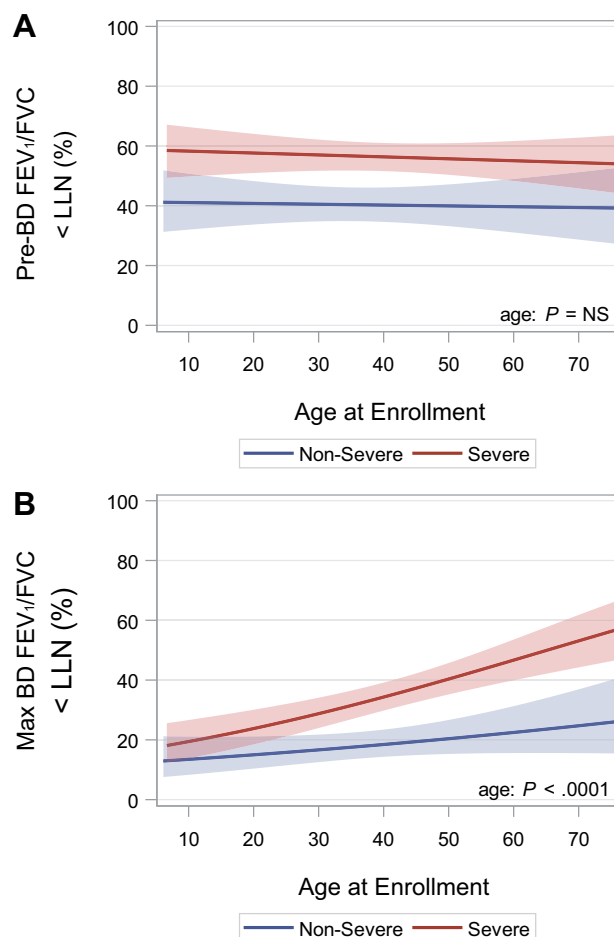 A
100
80
60
40
20
0
Pre-BD FEV₁/FVC
< LLN (%)
age: P = NS
10 20 30 40 50 60 70
Age at Enrollment
Non-Severe Severe
B
100
80
60
40
20
0
Max BD FEV₁/FVC
< LLN (%)
age: P < .0001
10 20 30 40 50 60 70
Age at Enrollment
Non-Severe Severe